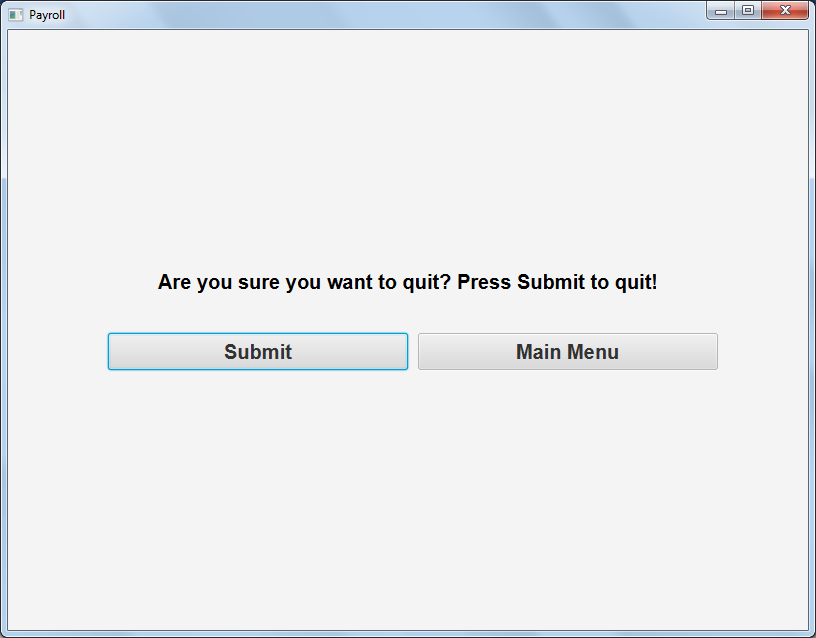 Payroll
Are you sure you want to quit? Press Submit to quit!
Submit
Main Menu